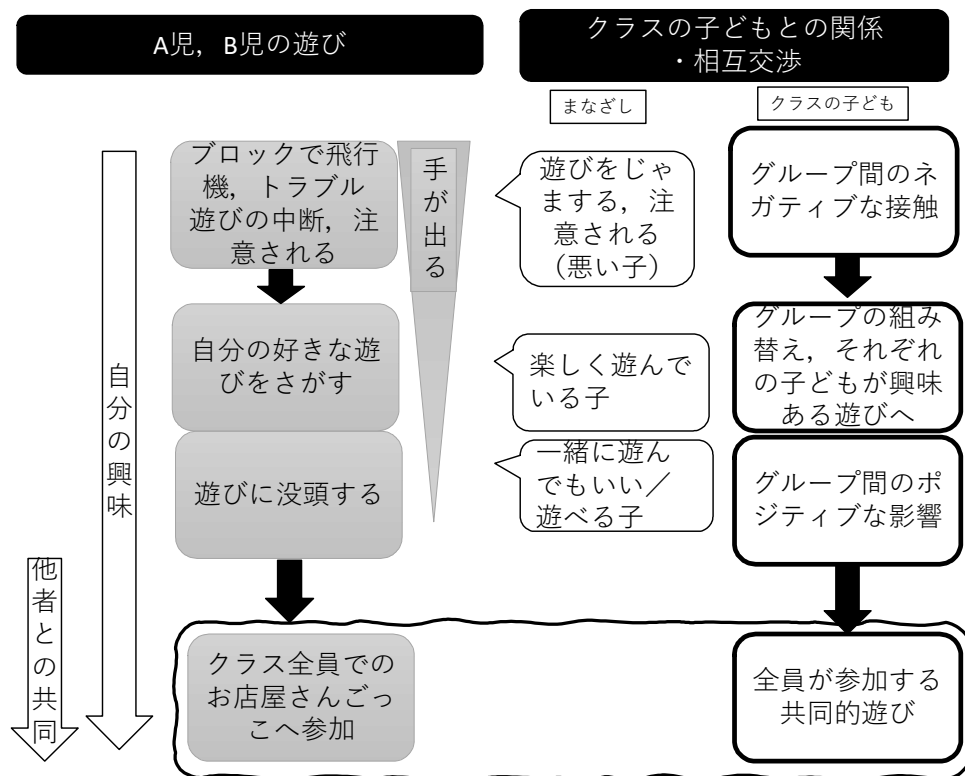 A児，B児の遊び
クラスの子どもとの関係
・相互交渉
まなざし
クラスの子ども
ブロックで飛行
機，トラブル
遊びの中断，注
意される
手が出る
遊びをじゃ
まする，注
意される
（悪い子）
グループ間のネ
ガティブな接触
自分の好きな遊
びをさがす
楽しく遊んで
いる子
グループの組み
替え，それぞれ
の子どもが興味
ある遊びへ
自分の興味
遊びに没頭する
一緒に遊ん
でもいい／
遊べる子
グループ間のポ
ジティブな影響
他者との共同
クラス全員での
お店屋さんごっ
こへ参加
全員が参加する
共同的遊び